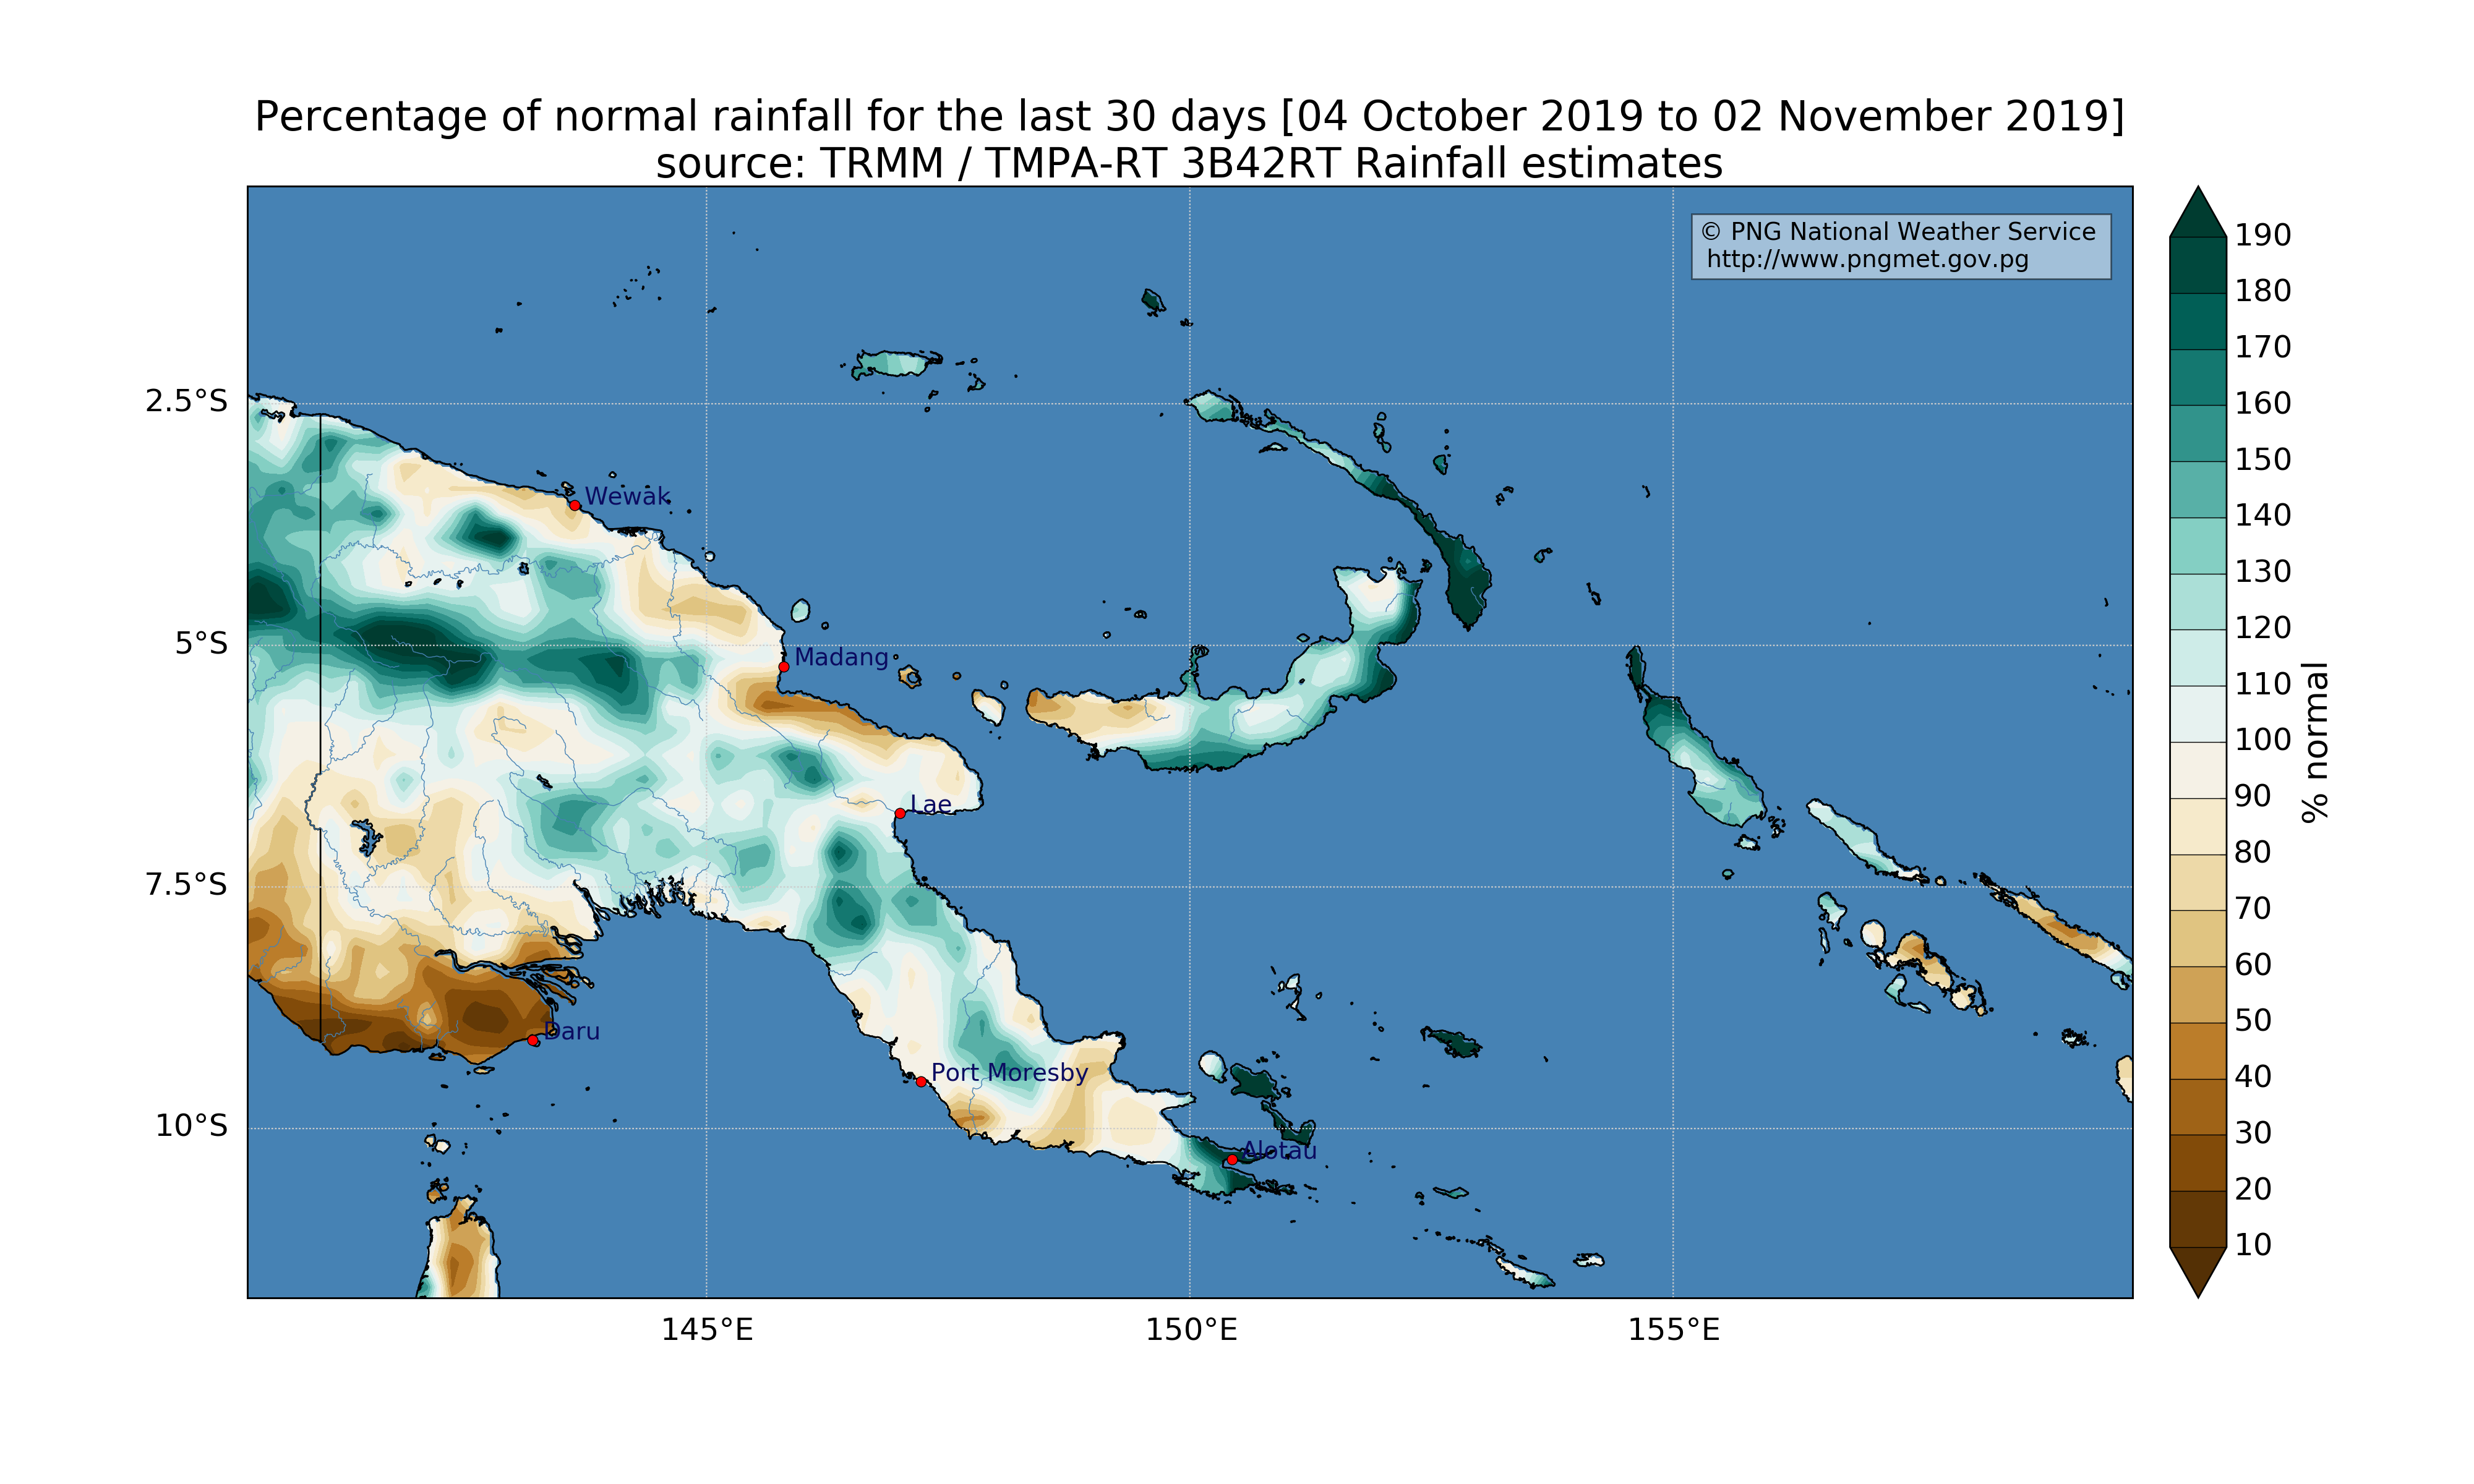 Percentage of normal rainfall for the last 30 days [04 October 2019 to 02 November 2019]
source: TRMM / TMPA-RT 3B42RT Rainfall estimates
© PNG National Weather Service
http://www.pngmet.gov.pg
2.5°S
5°S
7.5°S
10°S
Wewak
Madang
Lae
Daru
Port Moresby
Alotau
145°E
150°E
155°E
190
180
170
160
150
140
130
120
110
100
90
80
70
60
50
40
30
20
10
% normal